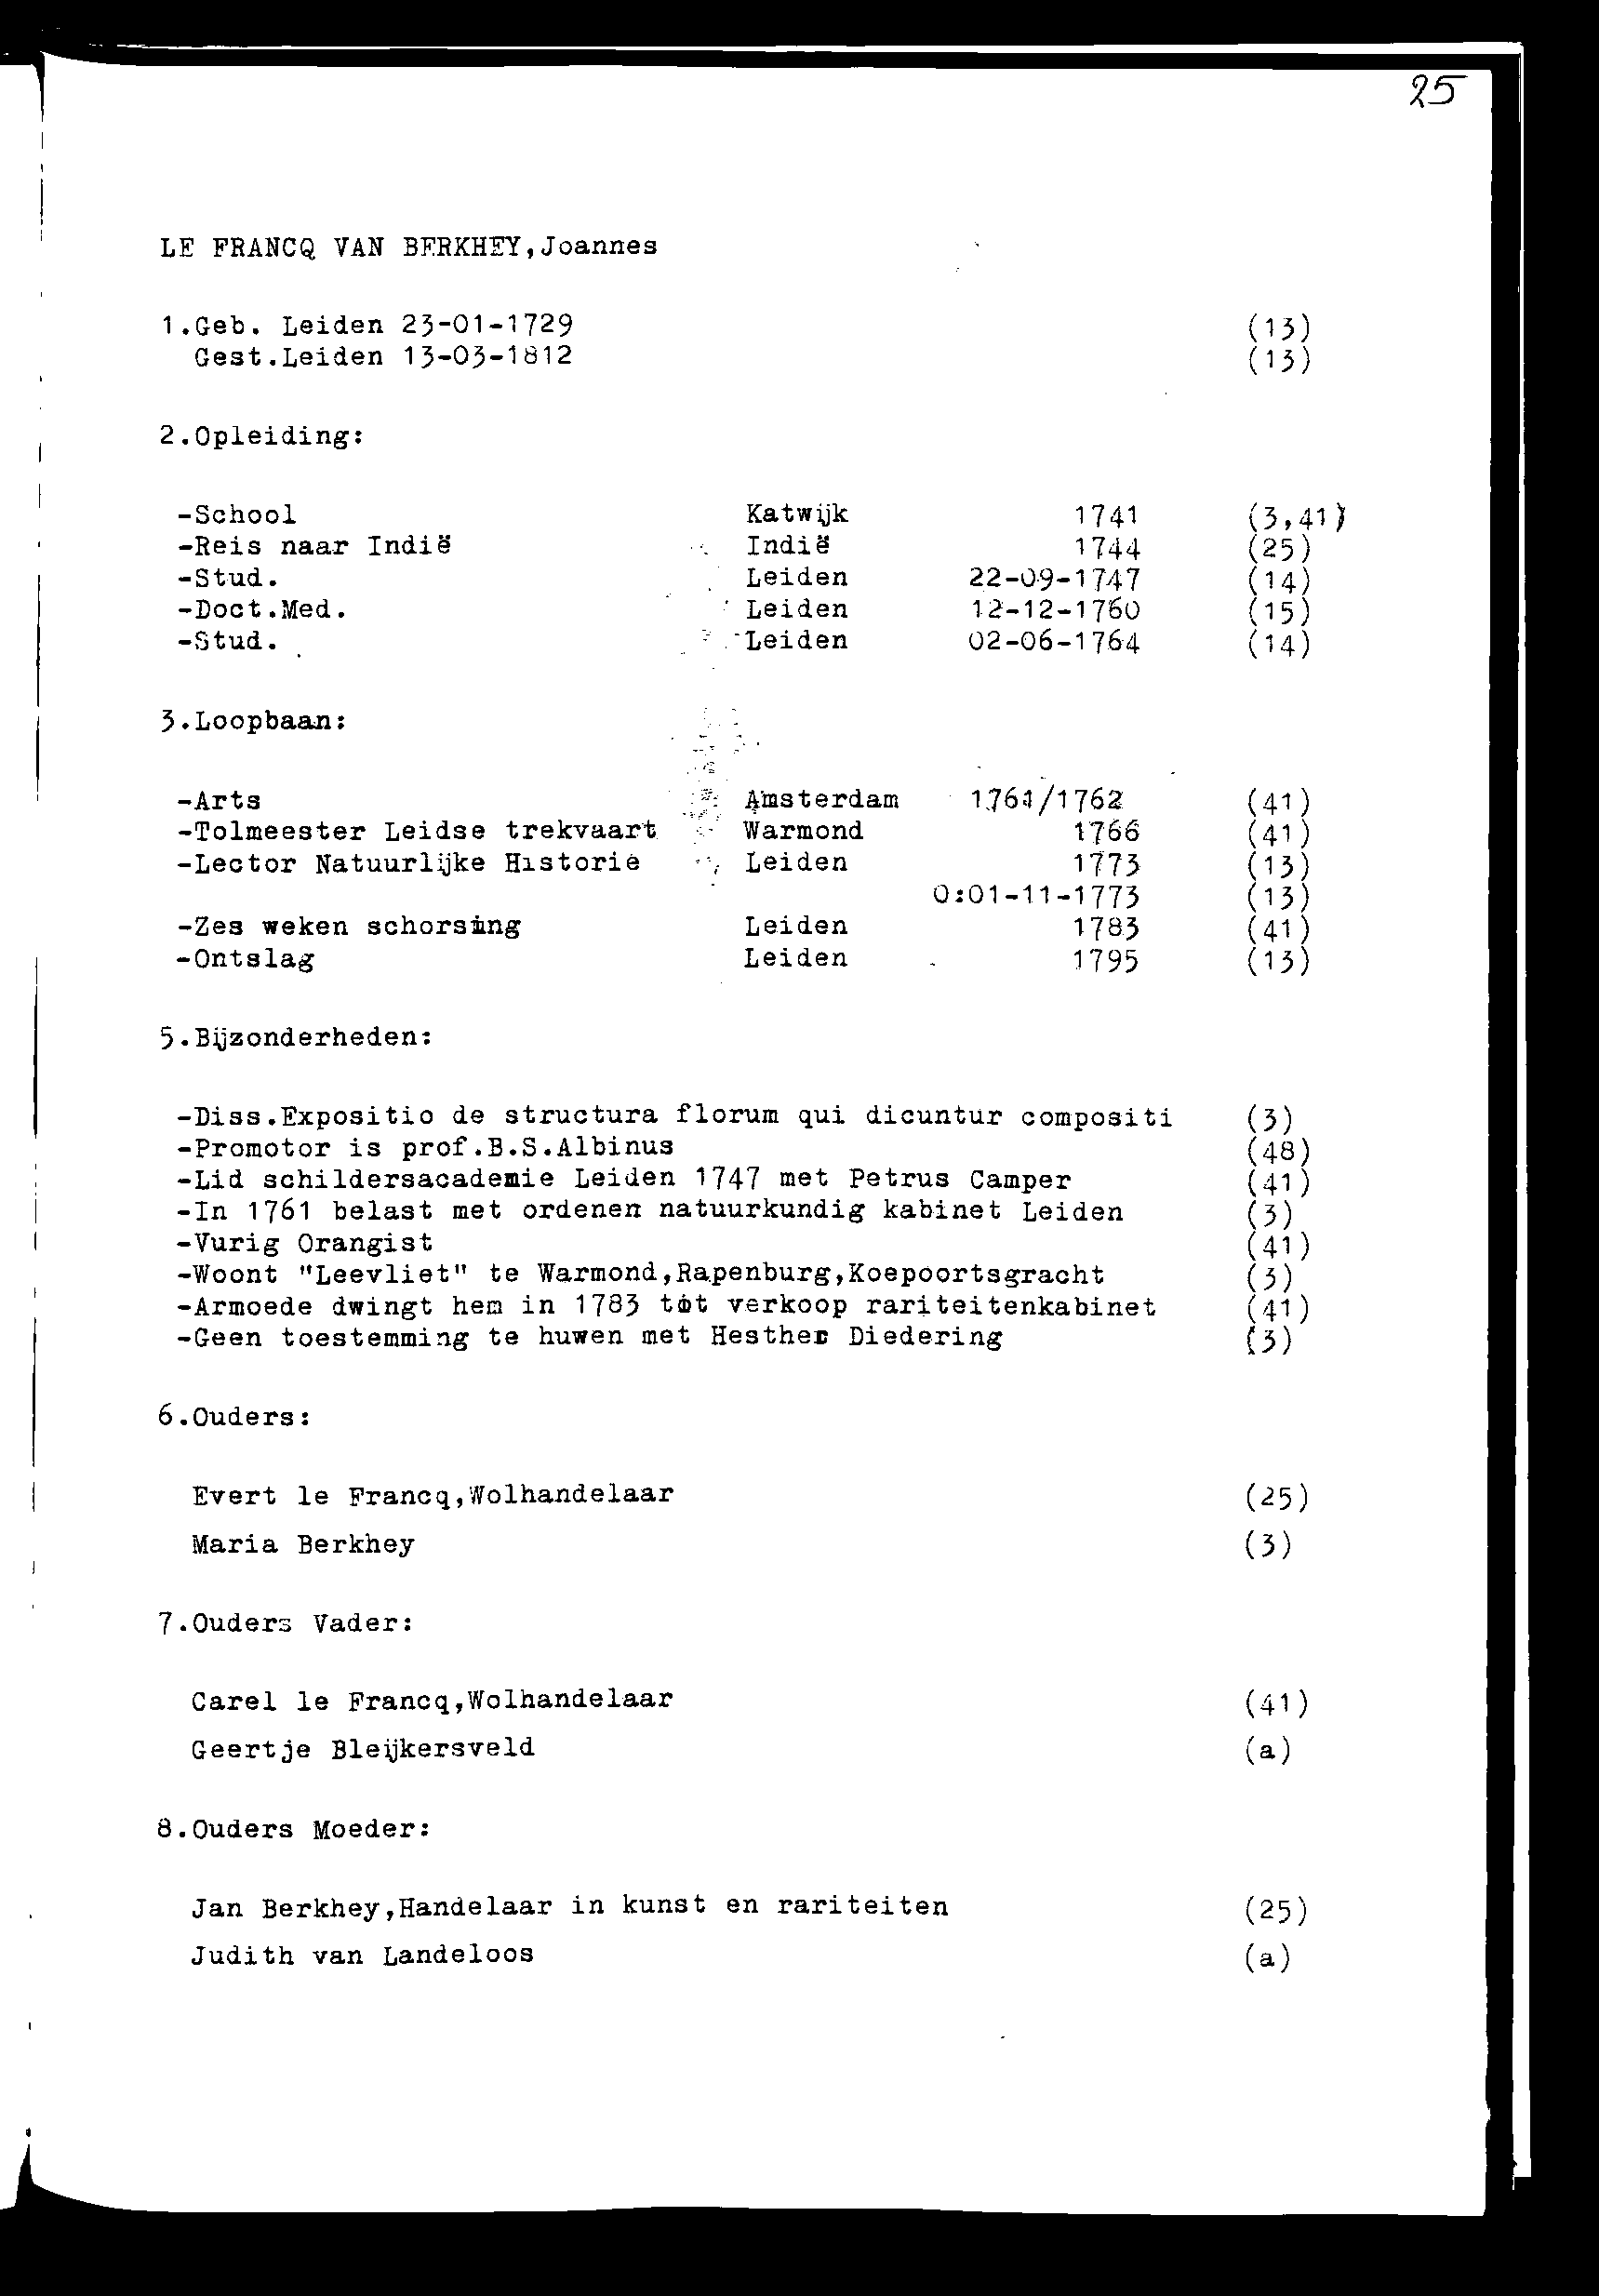 25
LE FRANCQ VAN BERKHEY,Joannes
1.Geb. Leiden 23-01-1729 (13)
Gest.Leiden 13-03-1812 (13)
2.Opleiding:
-School Katwijk 1741 (3,41)
-Reis naar Indië Indië 1744 (25)
-Stud. Leiden 22-09-1747 (14)
-Doct.Med. Leiden 12-12-1760 (15)
-Stud. Leiden 02-06-1764 (14)
3.Loopbaan:
-Arts Amsterdam 1761/1762 (41)
-Tolmeester Leidse trekvaart Warmond 1766 (41)
-Lector Natuurlijke Historie Leiden 1773 (13)
O:01-11-1773 (13)
-Zes weken schorsing Leiden 1783 (41)
-Ontslag Leiden 1795 (13)
5.Bijzonderheden:
-Diss.Expositio de structura florum qui dicuntur compositi (3)
-Promotor is prof.B.S.Albinus (48)
-Lid schildersacademie Leiden 1747 met Petrus Camper (41)
-In 1761 belast met ordenen natuurkundig kabinet Leiden (3)
-Vurig Orangist (41)
-Woont "Leevliet" te Warmond,Rapenburg,Koepoortsgracht (3)
-Armoede dwingt hem in 1783 tot verkoop rariteitenkabinet (41)
-Geen toestemming te huwen met Hesther Diedering (3)
6.Ouders:
Evert le Francq,Wolhandelaar (25)
Maria Berkhey (3)
7.Ouders Vader:
Carel le Francq,Wolhandelaar (41)
Geertje Bleijkersveld (a)
8.Ouders Moeder:
Jan Berkhey,Handelaar in kunst en rariteiten (25)
Judith van Landeloos (a)